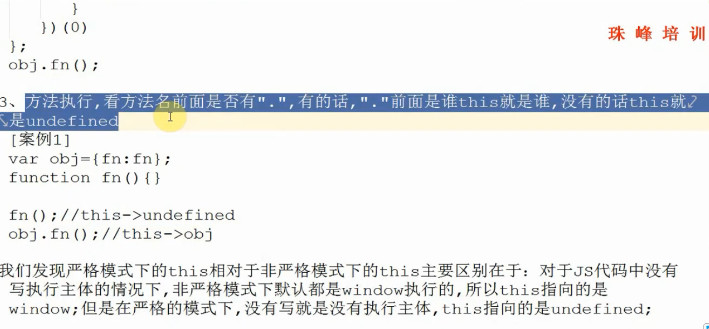 }
})(0)
珠峰培训
};
obj.fn();
3、方法执行,看方法名前面是否有".",有的话,"."前面是谁this就是谁,没有的话this就
是undefined
[案例1]
var obj={fn:fn};
function fn(){}
fn();//this->undefined
obj.fn();//this->obj
我们发现严格模式下的this相对于非严格模式下的this主要区别在于：对于JS代码中没有
写执行主体的情况下,非严格模式下默认都是window执行的,所以this指向的是
window;但是在严格的模式下,没有写就是没有执行主体,this指向的是undefined;